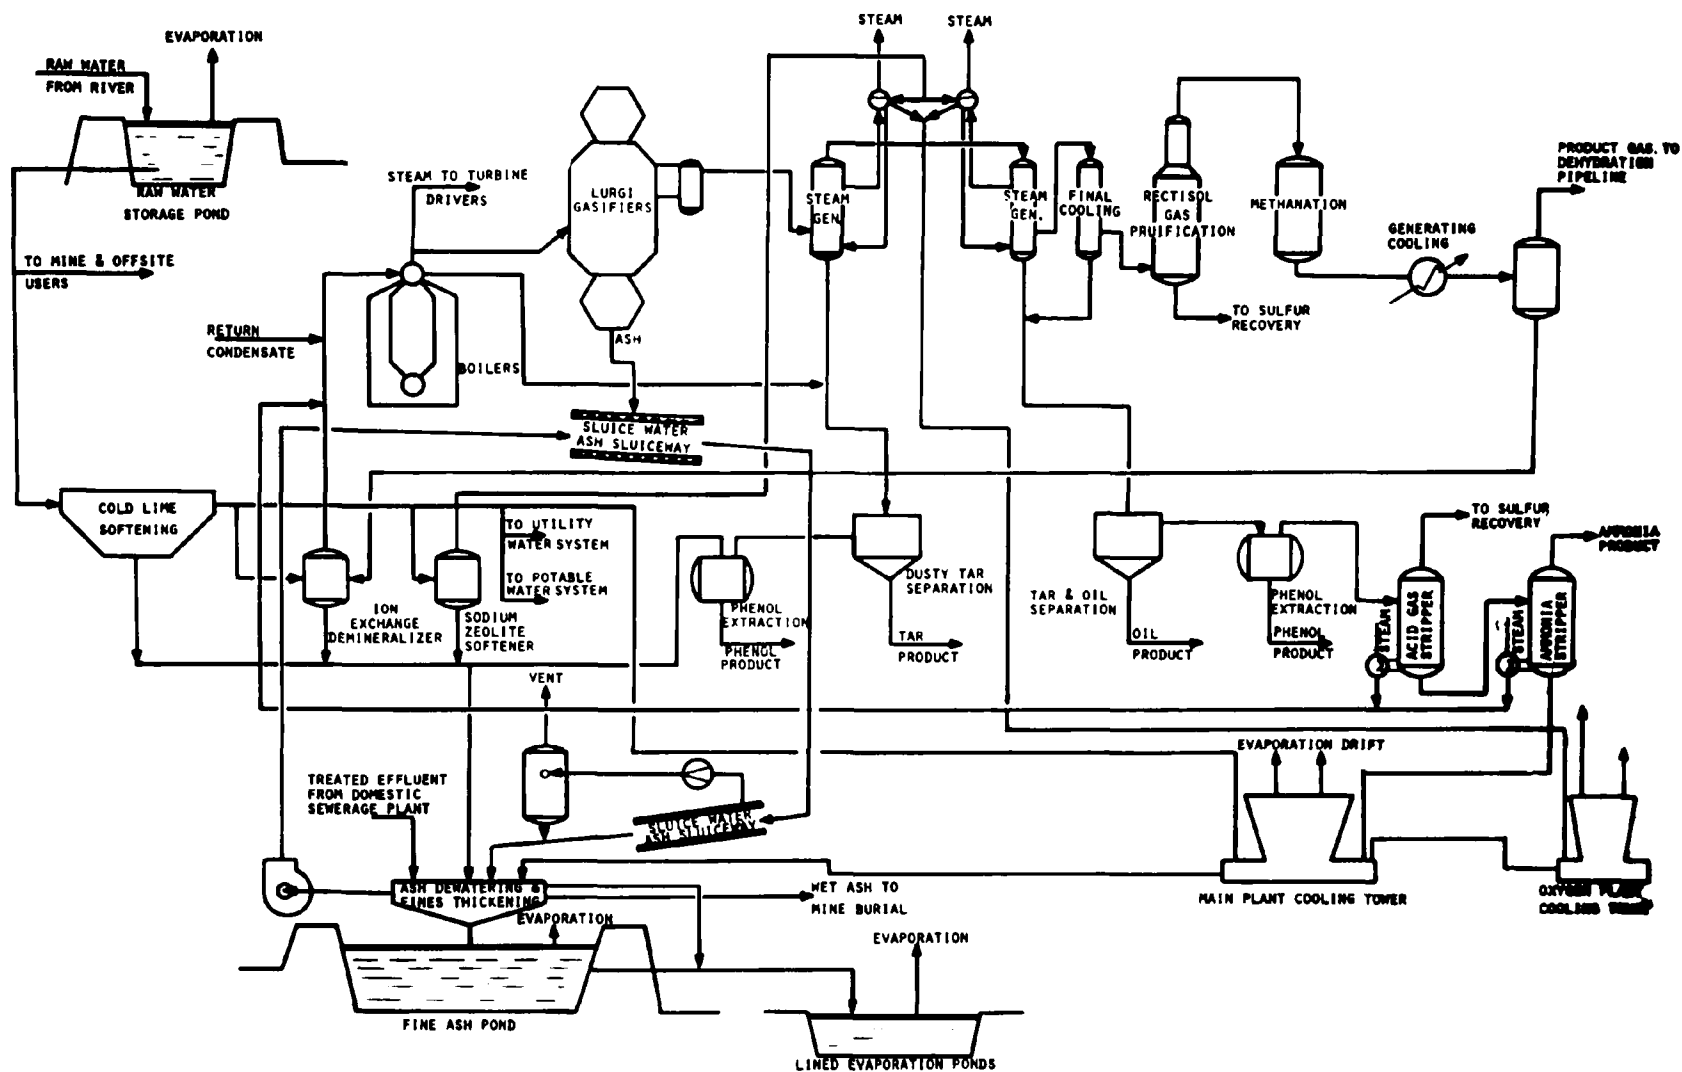 EVAPORATION
RAW WATER
FROM RIVER
RAW WATER
STORAGE POND
TO MINE & OFFSITE
USERS
RETURN
CONDENSATE
STEAM TO TURBINE
DRIVERS
BOILERS
LURGI
GASIFIERS
ASH
SLUICE WATER
ASH SLUICEWAY
STEAM
STEAM
STEAM
GEN.
STEAM
GEN.
FINAL
COOLING
RECTISOL
GAS
PRUIFICATION
TO SULFUR
RECOVERY
METHANATION
GENERATING
COOLING
PRODUCT GAS. TO
DEHYDRATION
PIPELINE
COLD LIME
SOFTENING
ION
EXCHANGE
DEMINERALIZER
SODIUM
ZEOLITE
SOFTENER
TO UTILITY
WATER SYSTEM
TO POTABLE
WATER SYSTEM
PHENOL
EXTRACTION
PHENOL
PRODUCT
DUSTY TAR
SEPARATION
TAR
PRODUCT
TAR & OIL
SEPARATION
OIL
PRODUCT
PHENOL
EXTRACTION
PHENOL
PRODUCT
TO SULFUR
RECOVERY
AMMONIA
PRODUCT
STEAM
ACID GAS
STRIPPER
STEAM
AMMONIA
STRIPPER
VENT
TREATED EFFLUENT
FROM DOMESTIC
SEWERAGE PLANT
SLUICE WATER
ASH SLUICEWAY
EVAPORATION DRIFT
MAIN PLANT COOLING TOWER
OXYGEN PLANT
COOLING TOWER
ASH DEWATERING &
FINES THICKENING
WET ASH TO
MINE BURIAL
EVAPORATION
FINE ASH POND
EVAPORATION
LINED EVAPORATION PONDS